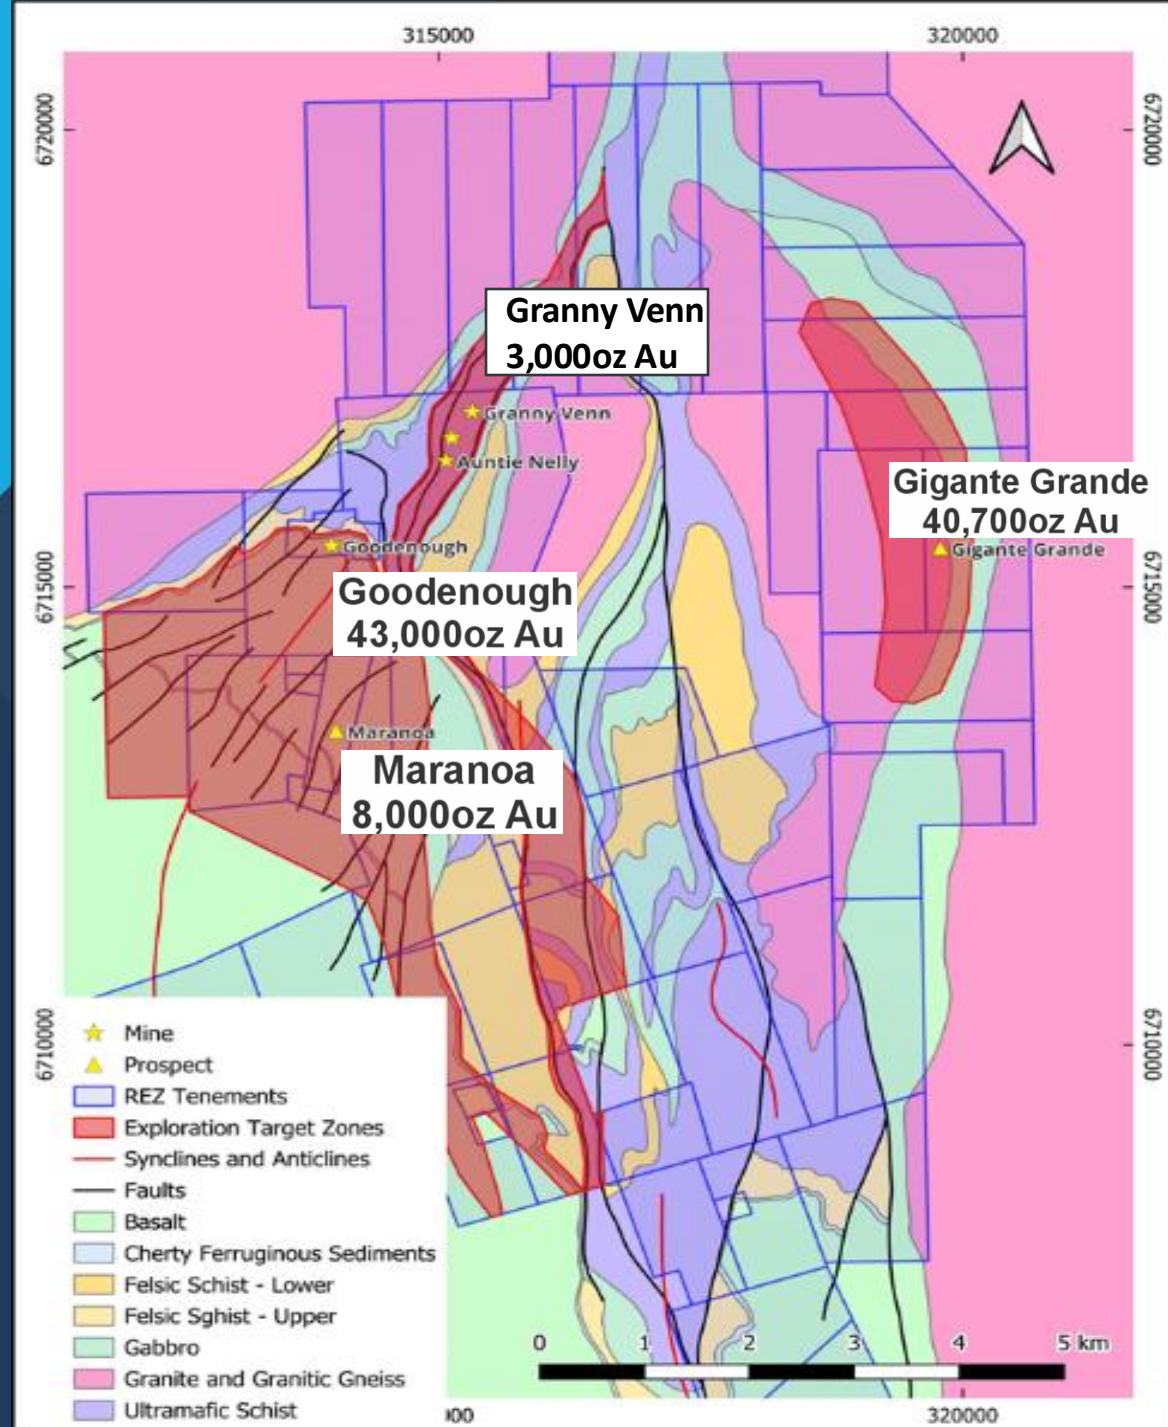 315000
320000
6720000
6720000
Granny Venn
3,000oz Au
Granny Venn
Auntie Nelly
Gigante Grande
40,700oz Au
Goodenough
Gigante Grande
6715000
6715000
Goodenough
43,000oz Au
Maranoa
Maranoa
8,000oz Au
6710000
6710000
Mine
Prospect
REZ Tenements
Exploration Target Zones
Synclines and Anticlines
Faults
Basalt
Cherty Ferruginous Sediments
Felsic Schist - Lower
Felsic Sghist - Upper
Gabbro
Granite and Granitic Gneiss
Ultramafic Schist
0 1 2 3 4 5 km
000
320000